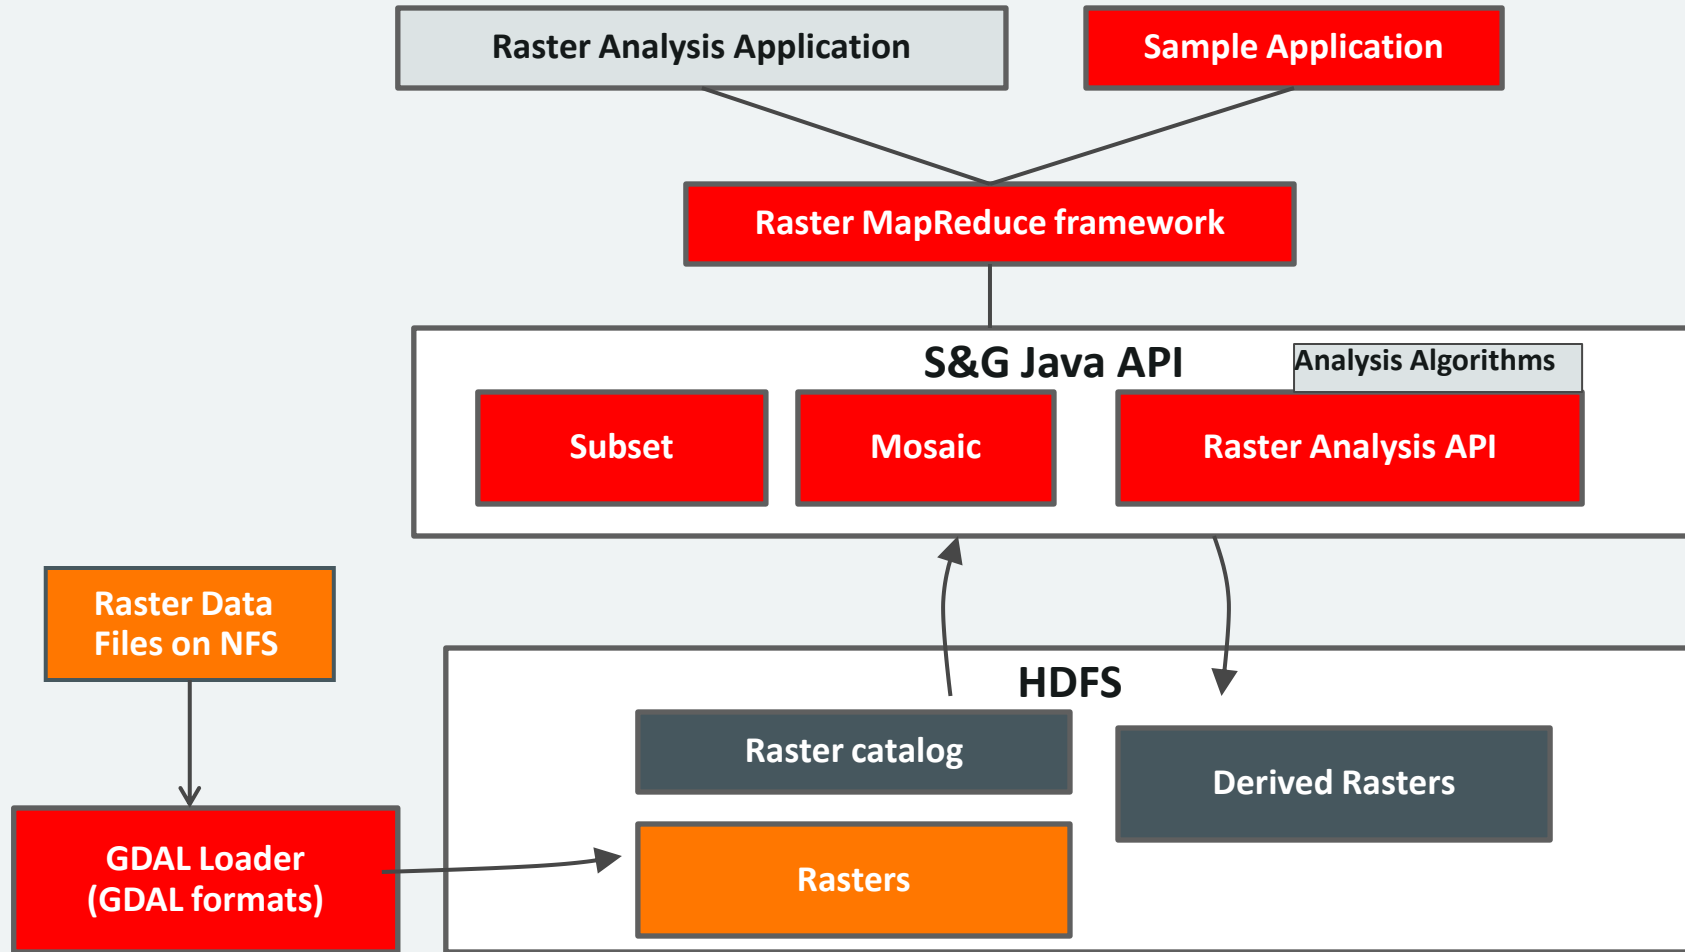 Raster Analysis Application
Sample Application
Raster MapReduce framework
S&G Java API
Analysis Algorithms
Subset
Mosaic
Raster Analysis API
Raster Data
Files on NFS
HDFS
Raster catalog
Derived Rasters
GDAL Loader
(GDAL formats)
Rasters